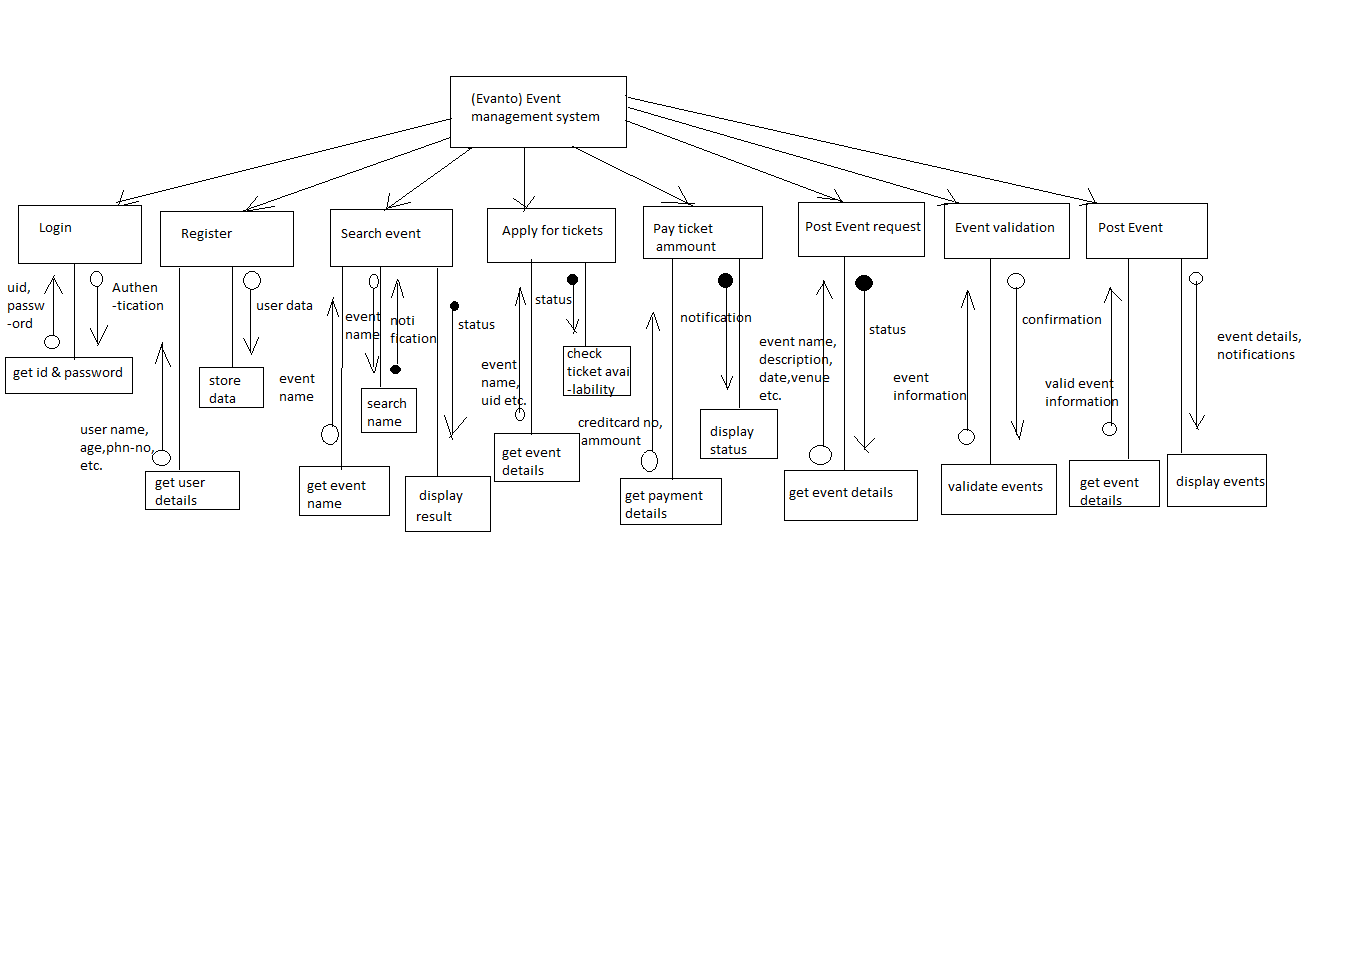 (Evanto) Event
management system
Login
Register
Search event
Apply for tickets
Pay ticket
ammount
Post Event request
Event validation
Post Event
uid,
passw
-ord
Authen
-tication
get id & password
user name,
age,phn-no,
etc.
get user
details
user data
store
data
event
name
get event
name
event
name
noti
fication
search
name
status
display
result
event
name,
uid etc.
get event
details
status
check
ticket avai
-lability
creditcard no,
ammount
get payment
details
notification
display
status
event name,
description,
date,venue
etc.
status
get event details
event
information
confirmation
validate events
valid event
information
get event
details
event details,
notifications
display events